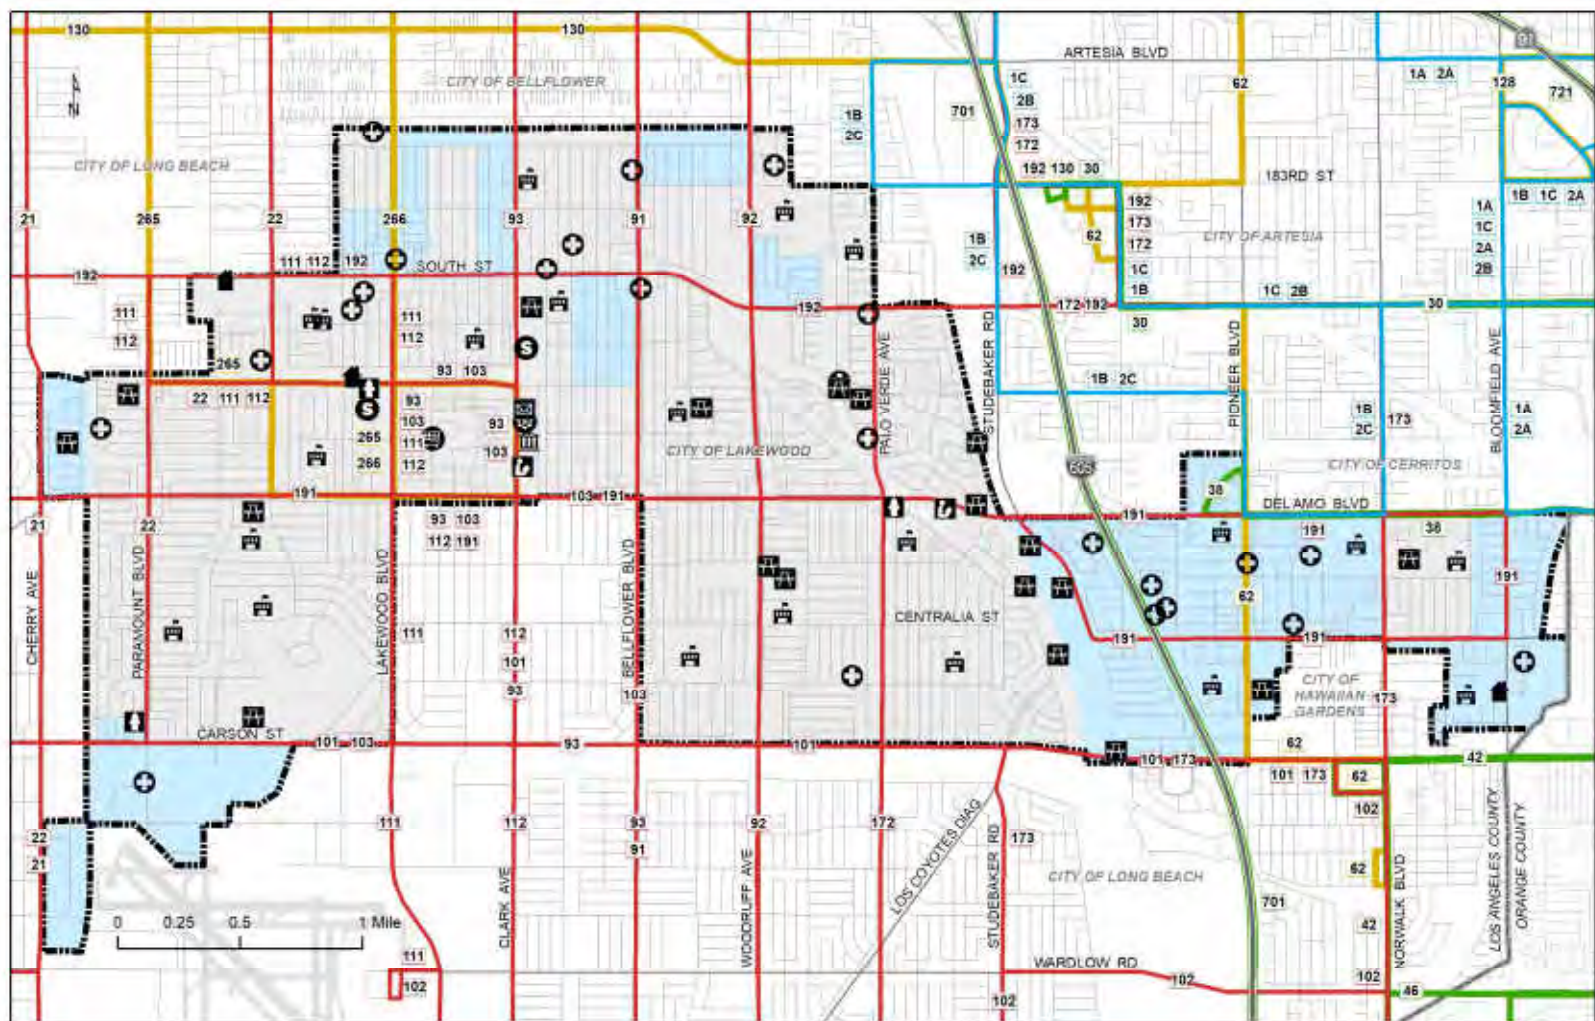 130
130
ARTESIA BLVD
91
CITY OF BELLFLOWER
62
1A 2A
128
721
N
1C
2B
173
172
192 130 30
701
1B
2C
CITY OF LONG BEACH
183RD ST
1B 1C 2A
21
265
22
266
93
91
92
192
173
172
1C
1B
62
CITY OF ARTESIA
1A
1C
2A
2B
1B
2C
192
192
111 112
192
SOUTH ST
192
172 192
30
1C 2B
30
111
112
111
112
265
93 103
22 111 112
93
103
111
112
265
266
93
103
CITY OF LAKEWOOD
PALO VERDE AVE
STUDEBAKER RD
1B 2C
PIONEER BLVD
BLOOMFIELD AVE
1B
2C
173
1A
2A
605
CITY OF CERRITOS
38
191
103 191
DELAMO BLVD
21
22
93 103
112 191
191
191
38
191
CHERRY AVE
PARAMOUNT BLVD
LAKEWOOD BLVD
BELLFLOWER BLVD
CENTRALIA ST
62
111
112
101
93
103
191
191
CITY OF
HAWAIIAN
GARDENS
173
CARSON ST
101 103
93
101
101 173
62
42
101 173
62
102
22
21
111
112
93
91
92
172
173
LOS COYOTES DIAG
STUDEBAKER RD
CITY OF LONG BEACH
62
NORWALK BLVD
LOS ANGELES COUNTY
ORANGE COUNTY
CLARK AVE
WOODRUFF AVE
701
42
0 0.25 0.5 1 Mile
111
102
WARDLOW RD
102
102
102
46